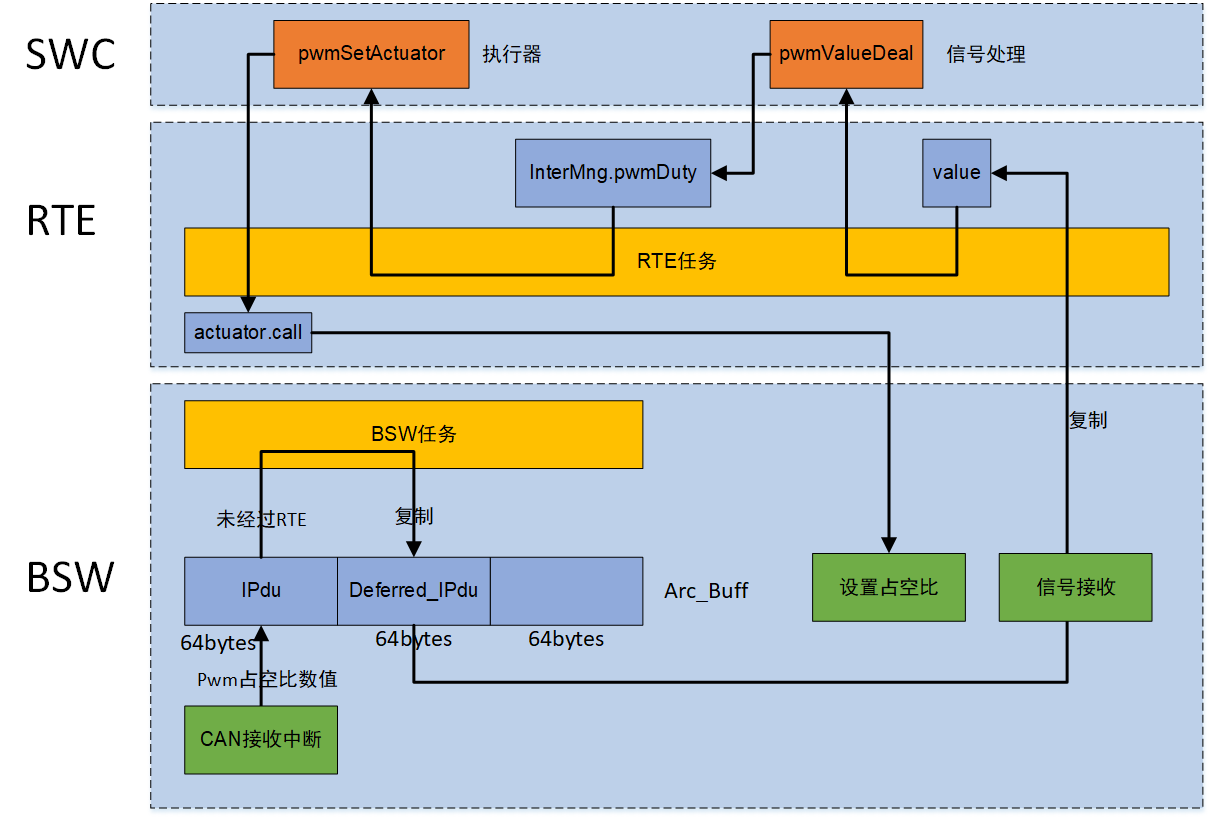 SWC
pwmSetActuator
执行器
pwmValueDeal
信号处理
RTE
InterMng.pwmDuty
value
RTE任务
actuator.call
BSW
BSW任务
复制
未经过RTE
复制
IPdu
Deferred_IPdu
Arc_Buff
设置占空比
信号接收
64bytes
64bytes
64bytes
Pwm占空比数值
CAN接收中断